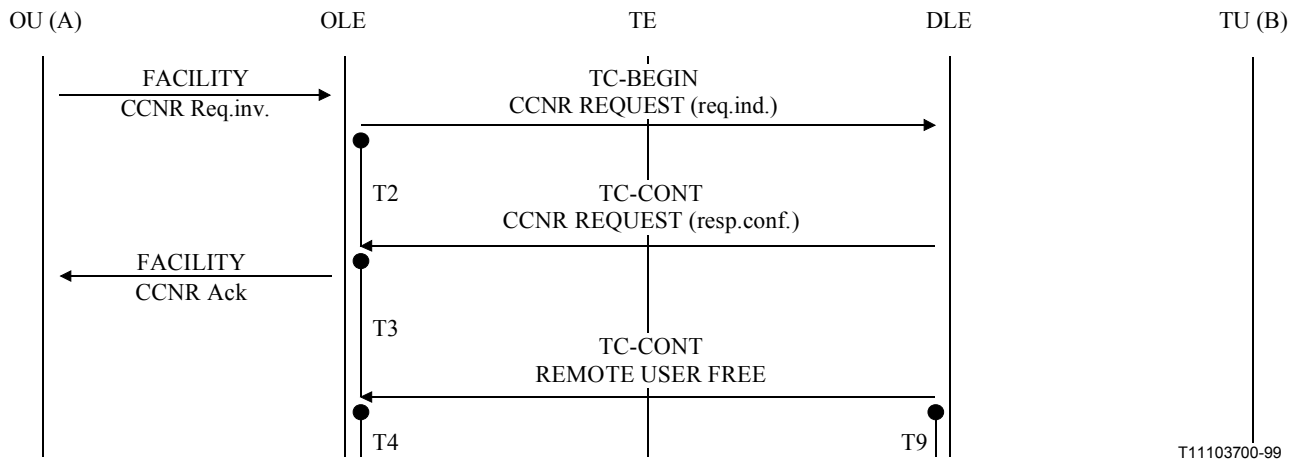 OU (A) OLE TE DLE TU (B)
FACILITY
CCNR Req.inv.
TC-BEGIN
CCNR REQUEST (req.ind.)
T2
TC-CONT
CCNR REQUEST (resp.conf.)
FACILITY
CCNR Ack
T3
TC-CONT
REMOTE USER FREE
T4 T9
T11103700-99